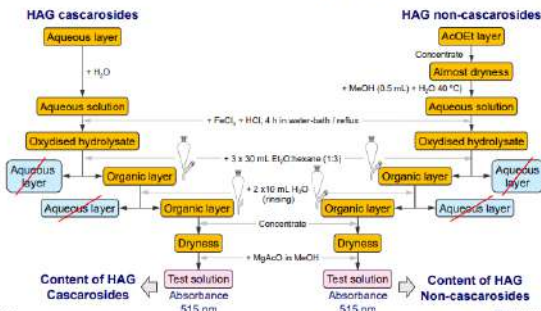 HAG cascarosides
HAG non-cascarosides
Aqueous layer
AcOEt layer
Concentrate
+ H₂O
Almost dryness
+ MeOH (0.5 mL) + H₂O 40 ºC
Aqueous solution
Aqueous solution
+ FeCl₃ + HCl, 4 h in water-bath / reflux
Oxydised hydrolysate
Oxydised hydrolysate
+ 3 x 30 mL Et₂O:hexane (1:3)
Aqueous
layer
Organic layer
Organic layer
Aqueous
layer
+ 2 x10 mL H₂O
(rinsing)
Aqueous layer
Organic layer
Organic layer
Aqueous layer
Concentrate
Dryness
Dryness
+ MgAcO in MeOH
Content of HAG
Cascarosides
Test solution
Test solution
Content of HAG
Non-cascarosides
Absorbance
515 nm
Absorbance
515 nm